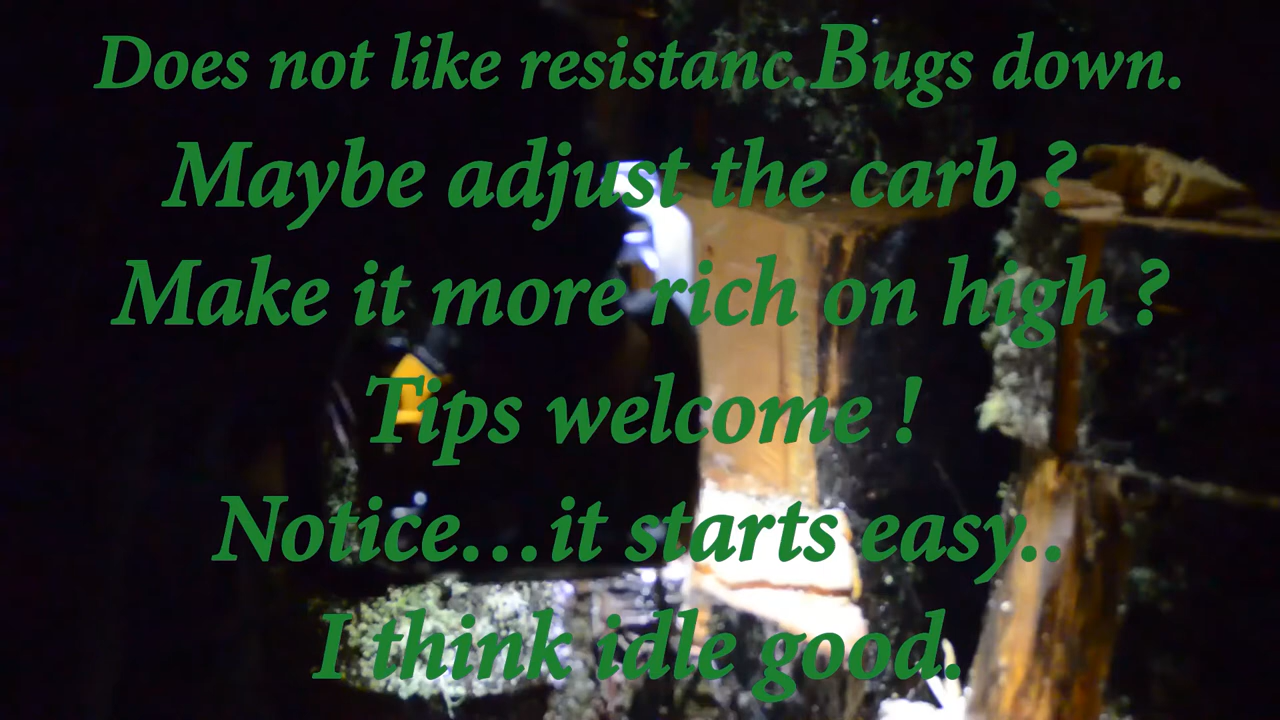 Does not like resistanc.Bugs down.
Maybe adjust the carb ?
Make it more rich on high ?
Tips welcome !
Notice...it starts easy..
I think idle good.